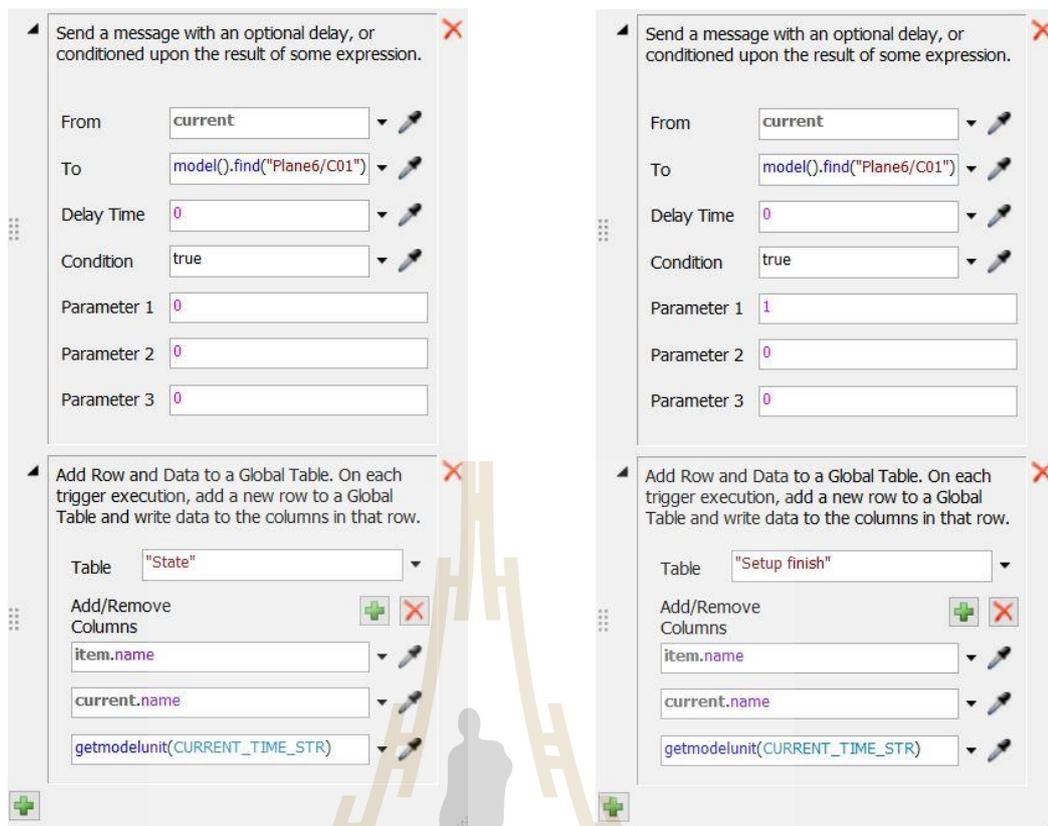 Send a message with an optional delay, or
conditioned upon the result of some expression.
From
current
To
model().find("Plane6/C01")
Delay Time
0
Condition
true
Parameter 1
0
Parameter 2
0
Parameter 3
0
Add Row and Data to a Global Table. On each
trigger execution, add a new row to a Global
Table and write data to the columns in that row.
Table
"State"
Add/Remove
Columns
item.name
current.name
getmodelunit(CURRENT_TIME_STR)
Send a message with an optional delay, or
conditioned upon the result of some expression.
From
current
To
model().find("Plane6/C01")
Delay Time
0
Condition
true
Parameter 1
1
Parameter 2
0
Parameter 3
0
Add Row and Data to a Global Table. On each
trigger execution, add a new row to a Global
Table and write data to the columns in that row.
Table
"Setup finish"
Add/Remove
Columns
item.name
current.name
getmodelunit(CURRENT_TIME_STR)